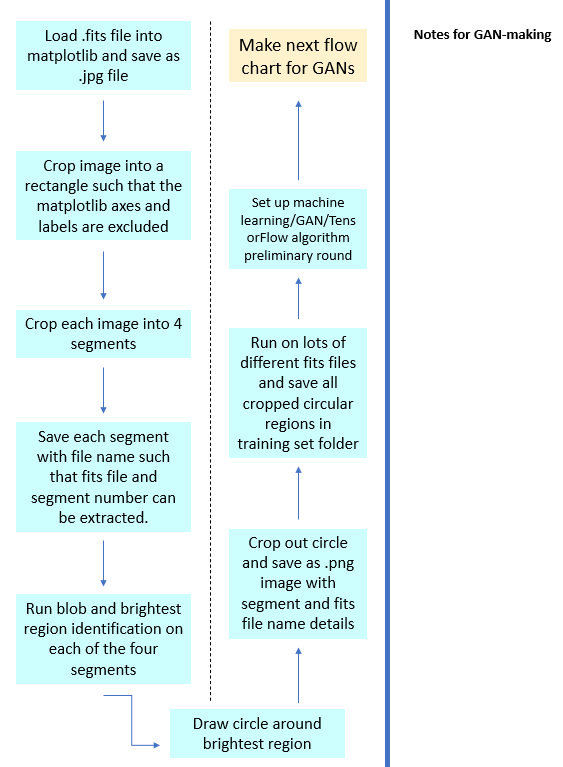 Load .fits file into
matplotlib and save as
.jpg file
Crop image into a
rectangle such that the
matplotlib axes and
labels are excluded
Crop each image into 4
segments
Save each segment
with file name such
that fits file and
segment number can
be extracted.
Run blob and brightest
region identification on
each of the four
segments
Draw circle around
brightest region
Crop out circle
and save as .png
image with
segment and fits
file name details
Run on lots of
different fits files
and save all
cropped circular
regions in
training set folder
Set up machine
learning/GAN/Tens
orFlow algorithm
preliminary round
Make next flow
chart for GANs
Notes for GAN-making